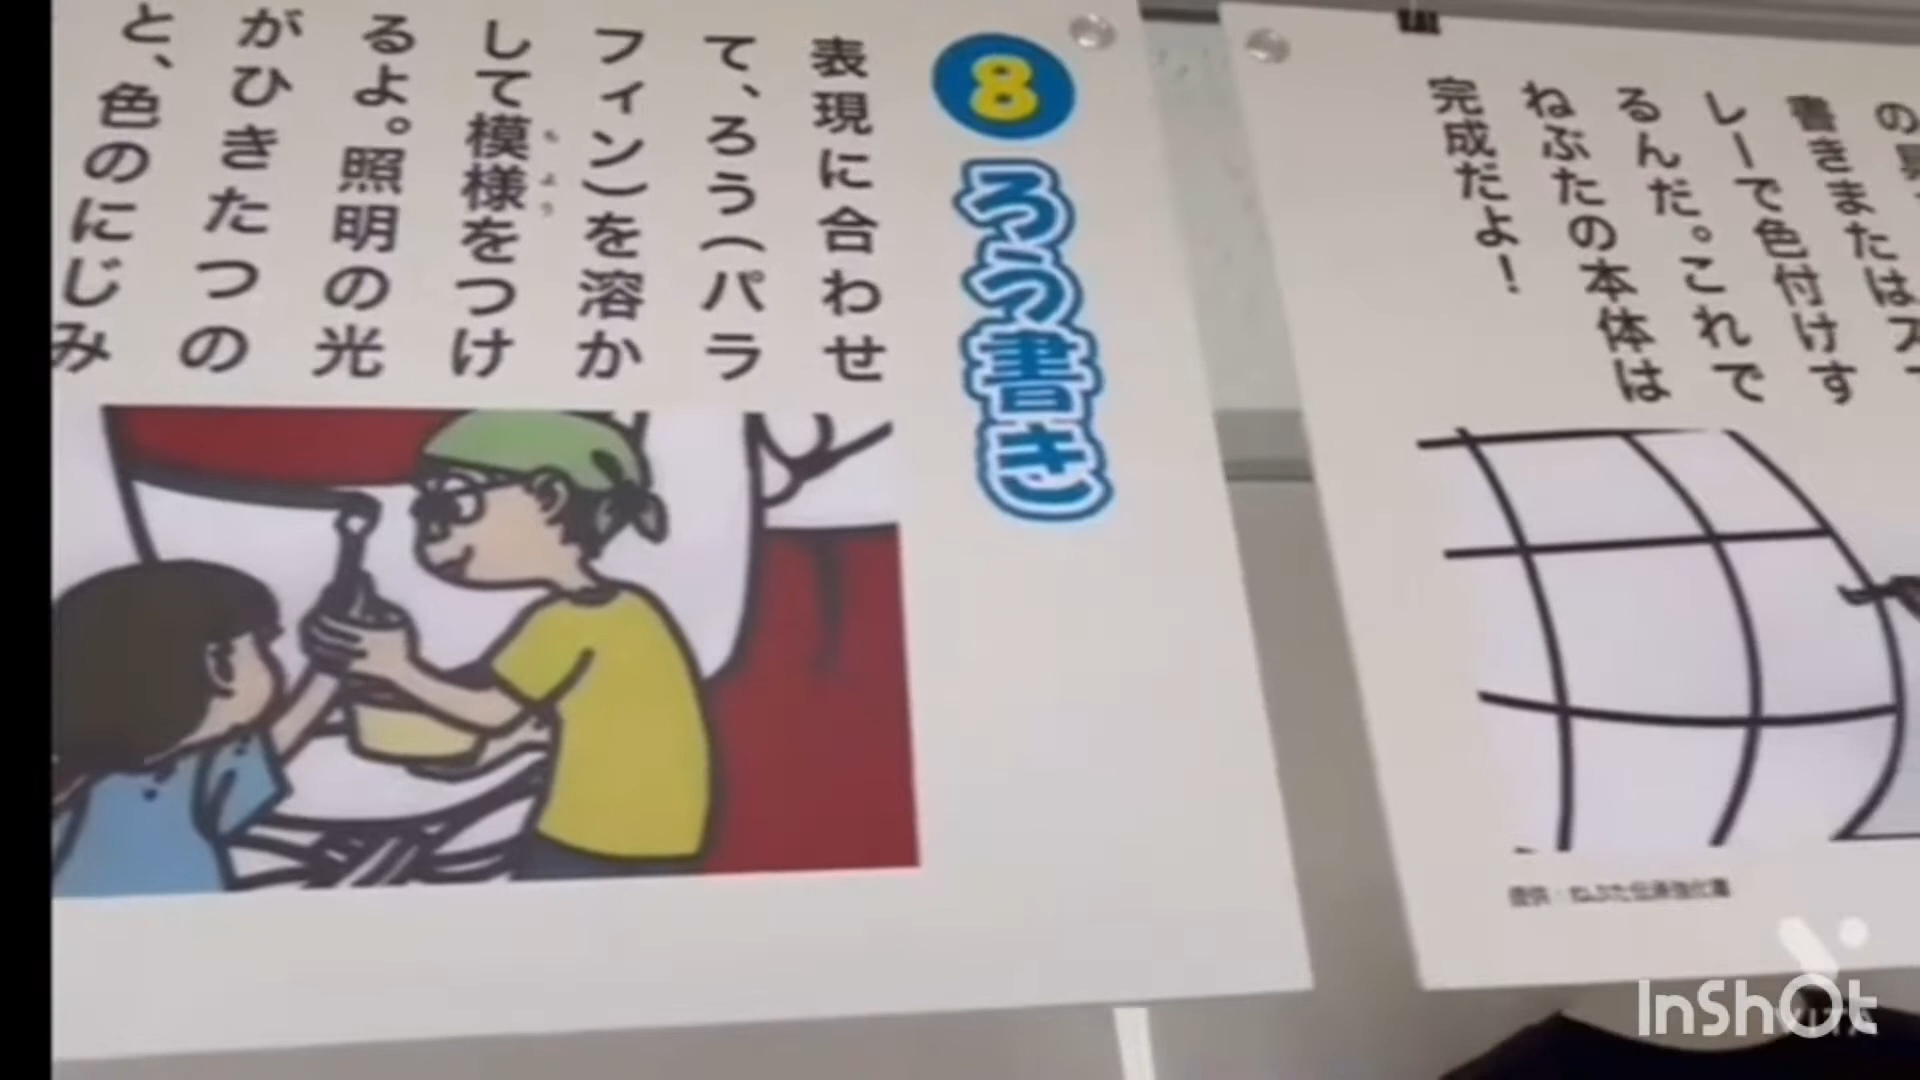 8
ろう書き
表現に合わせ
て、ろう(パラ
フィン)を溶か
して模様をつけ
もよう
るよ。照明の光
がひきたつの
と、色のにじみ
書きまたはス
レーで色付けす
るんだ。これで
ねぶたの本体は
完成だよ!
InShOt